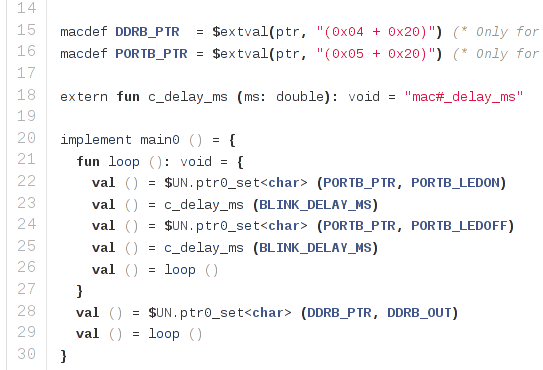 14
15 macdef DDRB_PTR  = $extval(ptr, "(0x04 + 0x20)") (* Only for
16 macdef PORTB_PTR = $extval(ptr, "(0x05 + 0x20)") (* Only for
17
18 extern fun c_delay_ms (ms: double): void = "mac#_delay_ms"
19
20 implement main0 () = {
21   fun loop (): void = {
22     val () = $UN.ptr0_set<char> (PORTB_PTR, PORTB_LEDON)
23     val () = c_delay_ms (BLINK_DELAY_MS)
24     val () = $UN.ptr0_set<char> (PORTB_PTR, PORTB_LEDOFF)
25     val () = c_delay_ms (BLINK_DELAY_MS)
26     val () = loop ()
27   }
28   val () = $UN.ptr0_set<char> (DDRB_PTR, DDRB_OUT)
29   val () = loop ()
30 }